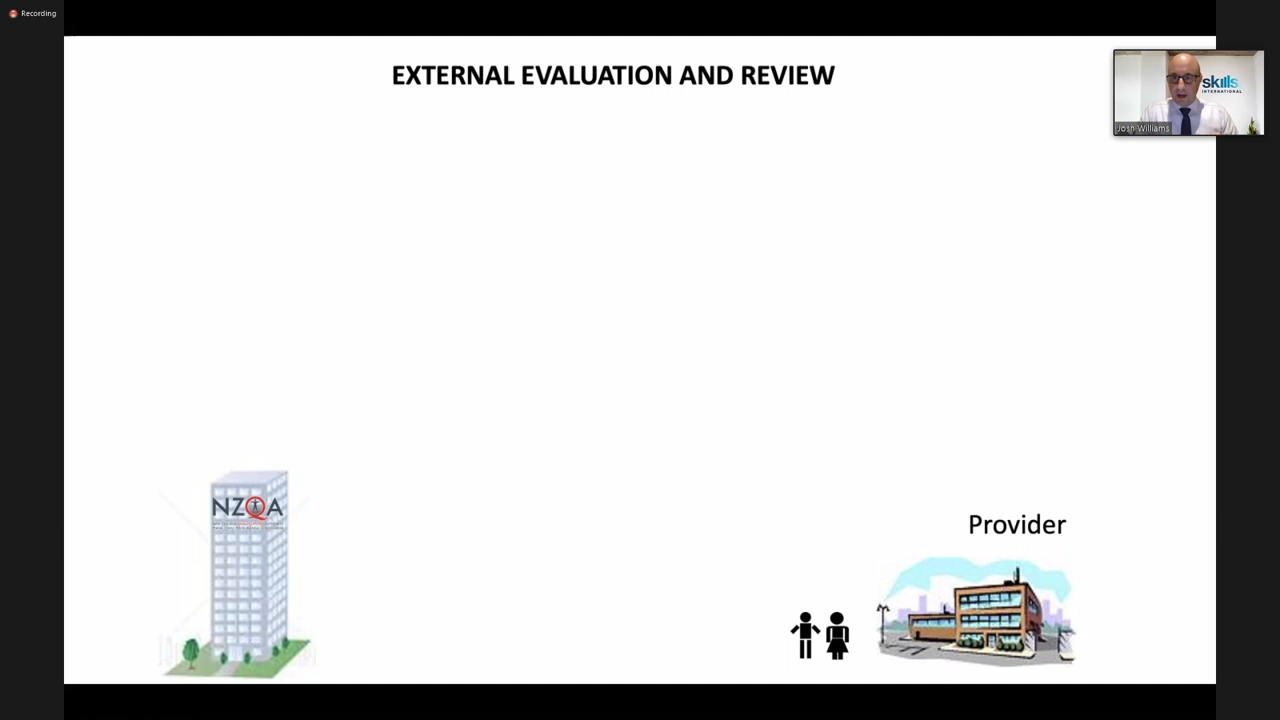 Recording
EXTERNAL EVALUATION AND REVIEW
skills
INTERNATIONAL
Josh Williams
NZQA
Provider